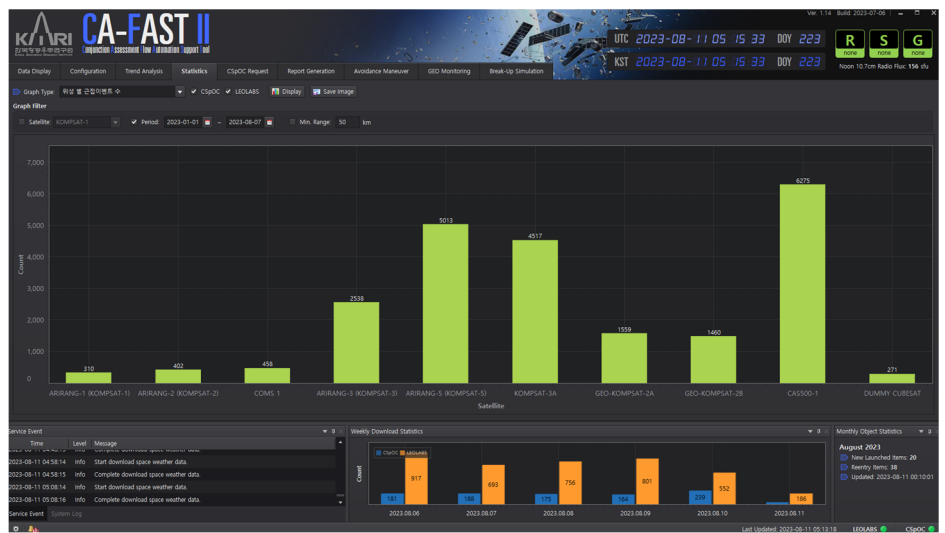 Ver. 1.14 Build: 2023-07-06
KARI
한국항공우주연구원
CA-FAST II
Conjunction Assessment Flow Automation Support Tool
UTC 2023-08-11 05 15 33 DOY 223
KST 2023-08-11 05 15 33 DOY 223
R S G
none none none
Noon 10.7cm Radio Flux: 156 sfu
Data Display Configuration Trend Analysis Statistics CSpOC Request Report Generation Avoidance Maneuver GEO Monitoring Break-Up Simulation
Graph Type: 위성 별 근접이벤트 수 CSpOC LEOLABS Display Save Image
Graph Filter
Satellite: KOMPSAT-1 Period: 2023-01-01 ~ 2023-08-07 Min. Range: 50 km
7,000
6,000
5,000
4,000
3,000
2,000
1,000
0
Count
310 402 458 2538 5013 4517 1559 1460 6275 271
ARIRANG-1 (KOMPSAT-1) ARIRANG-2 (KOMPSAT-2) COMS 1 ARIRANG-3 (KOMPSAT-3) ARIRANG-5 (KOMPSAT-5) KOMPSAT-3A GEO-KOMPSAT-2A GEO-KOMPSAT-2B CAS500-1 DUMMY CUBESAT
Satellite
Service Event
Time Level Message
2023-08-11 04:58:14 Info Start download space weather data.
2023-08-11 04:58:15 Info Complete download space weather data.
2023-08-11 05:08:14 Info Start download space weather data.
2023-08-11 05:08:16 Info Complete download space weather data.
Service Event System Log
Weekly Download Statistics
CSpOC LEOLABS
Count
917 693 756 801 552 186
181 188 175 164 239
2023.08.06 2023.08.07 2023.08.08 2023.08.09 2023.08.10 2023.08.11
Monthly Object Statistics
August 2023
New Launched Items: 20
Reentry Items: 38
Updated: 2023-08-11 00:10:01
Last Updated: 2023-08-11 05:13:18 LEOLABS CSpOC